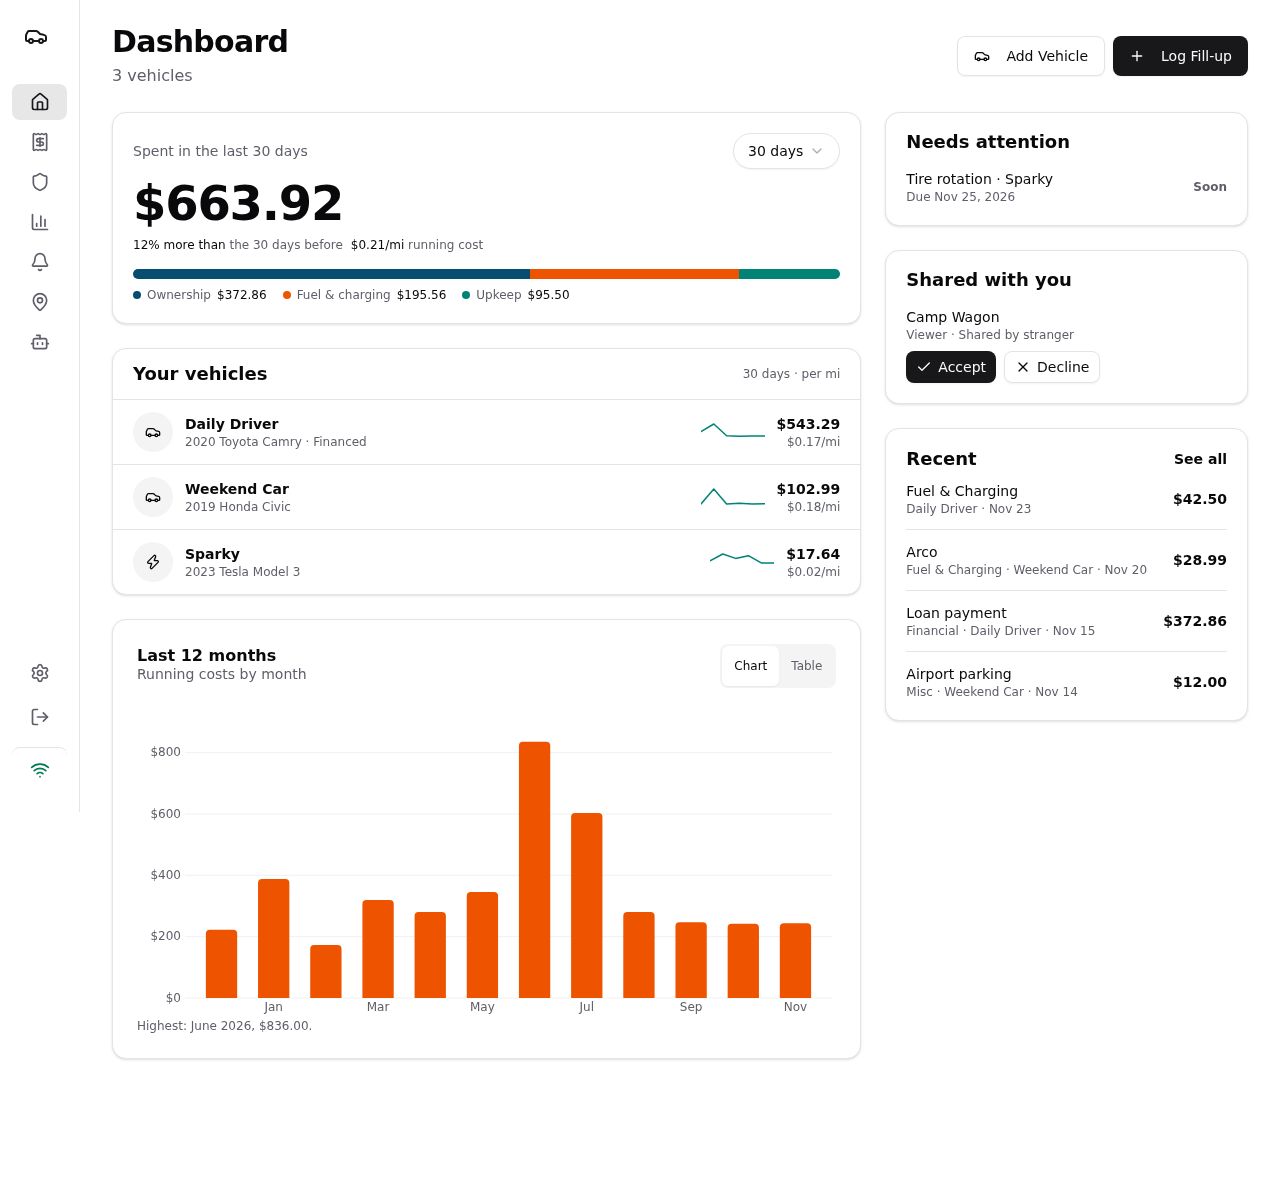 Dashboard
3 vehicles
Add Vehicle
Log Fill-up
Spent in the last 30 days
30 days
$663.92
12% more than the 30 days before $0.21/mi running cost
Ownership $372.86 Fuel & charging $195.56 Upkeep $95.50
Your vehicles
30 days · per mi
Daily Driver
2020 Toyota Camry · Financed
$543.29
$0.17/mi
Weekend Car
2019 Honda Civic
$102.99
$0.18/mi
Sparky
2023 Tesla Model 3
$17.64
$0.02/mi
Last 12 months
Running costs by month
Chart
Table
$800
$600
$400
$200
$0
Jan Mar May Jul Sep Nov
Highest: June 2026, $836.00.
Needs attention
Tire rotation · Sparky
Due Nov 25, 2026
Soon
Shared with you
Camp Wagon
Viewer · Shared by stranger
Accept
Decline
Recent
See all
Fuel & Charging
Daily Driver · Nov 23
$42.50
Arco
Fuel & Charging · Weekend Car · Nov 20
$28.99
Loan payment
Financial · Daily Driver · Nov 15
$372.86
Airport parking
Misc · Weekend Car · Nov 14
$12.00